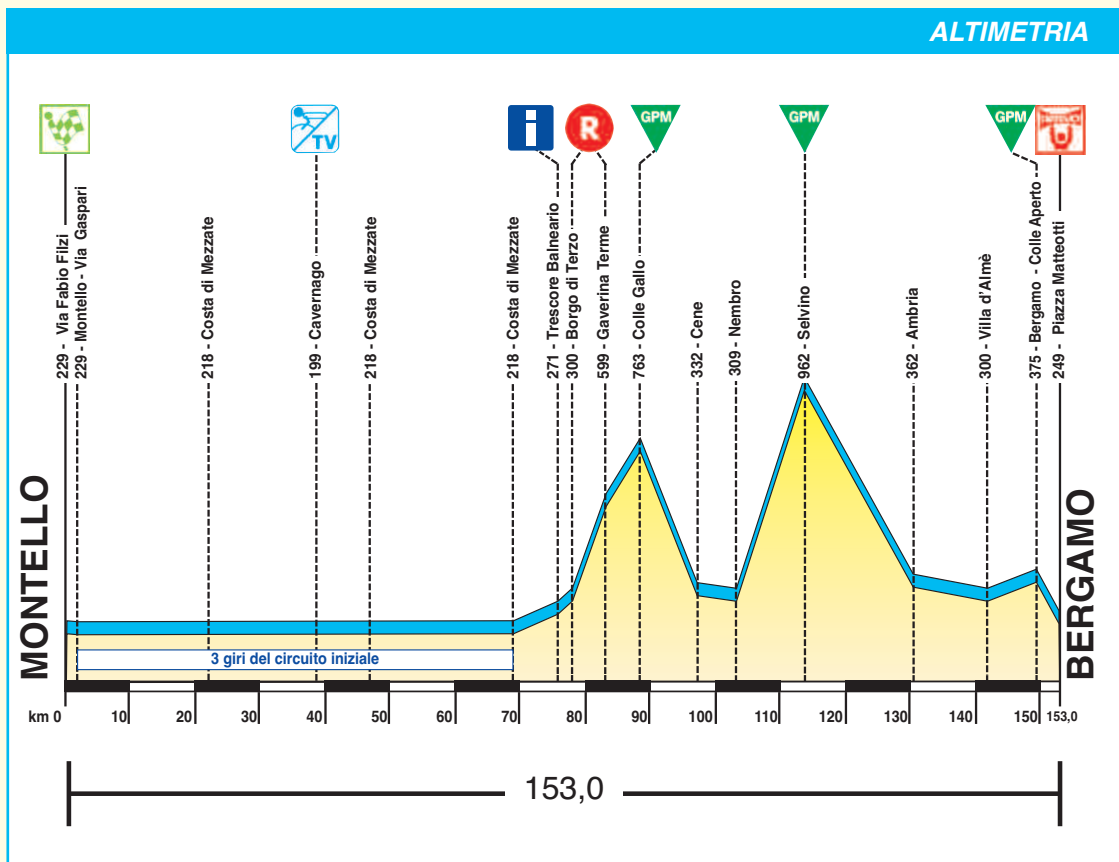 ALTIMETRIA
TV
R
GPM
GPM
GPM
229 - Via Fabio Filzi
229 - Montello - Via Gaspari
218 - Costa di Mezzate
199 - Cavernago
218 - Costa di Mezzate
218 - Costa di Mezzate
271 - Trescore Balneario
300 - Borgo di Terzo
599 - Gaverina Terme
763 - Colle Gallo
332 - Cene
309 - Nembro
962 - Selvino
362 - Ambria
300 - Villa d'Almè
375 - Bergamo - Colle Aperto
249 - Piazza Matteotti
MONTELLO
BERGAMO
3 giri del circuito iniziale
km 0 10 20 30 40 50 60 70 80 90 100 110 120 130 140 150 153,0
153,0